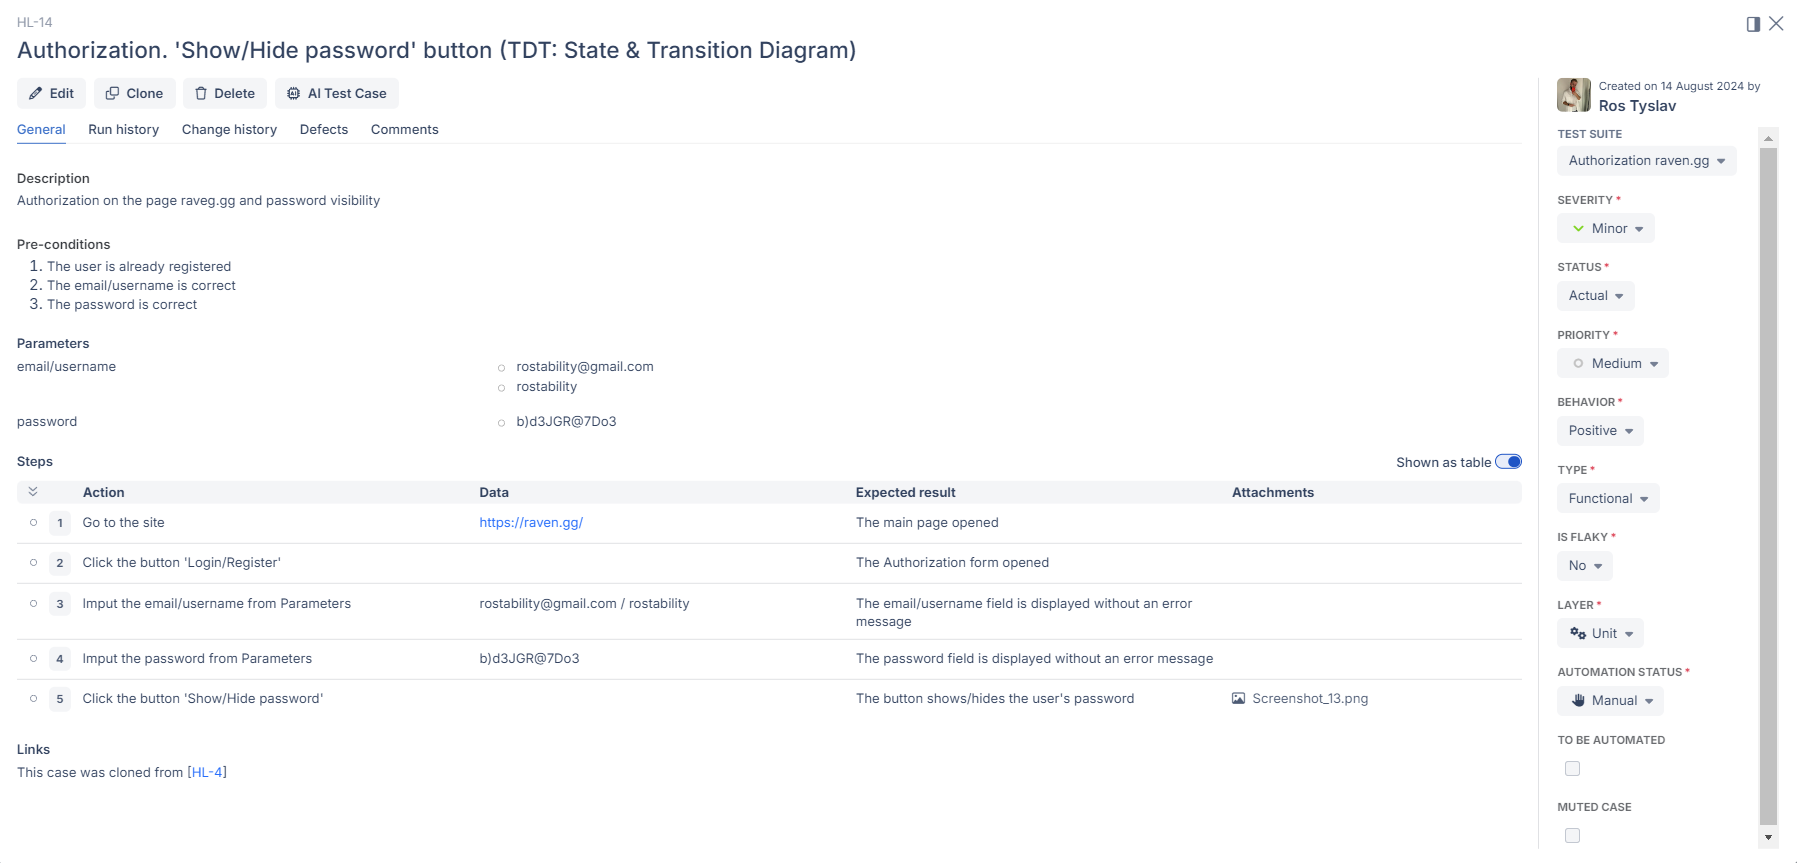 HL-14
Authorization. 'Show/Hide password' button (TDT: State & Transition Diagram)
Edit Clone Delete AI Test Case
General Run history Change history Defects Comments
Description
Authorization on the page raveg.gg and password visibility
Pre-conditions
1. The user is already registered
2. The email/username is correct
3. The password is correct
Parameters
email/username
rostability@gmail.com
rostability
password
b)d3JGR@7Do3
Steps
Shown as table
Action Data Expected result Attachments
1 Go to the site https://raven.gg/ The main page opened
2 Click the button 'Login/Register' The Authorization form opened
3 Imput the email/username from Parameters rostability@gmail.com / rostability The email/username field is displayed without an error
message
4 Imput the password from Parameters b)d3JGR@7Do3 The password field is displayed without an error message
5 Click the button 'Show/Hide password' The button shows/hides the user's password Screenshot_13.png
Links
This case was cloned from [HL-4]
Created on 14 August 2024 by
Ros Tyslav
TEST SUITE
Authorization raven.gg
SEVERITY *
Minor
STATUS *
Actual
PRIORITY *
Medium
BEHAVIOR *
Positive
TYPE *
Functional
IS FLAKY *
No
LAYER *
Unit
AUTOMATION STATUS *
Manual
TO BE AUTOMATED
MUTED CASE